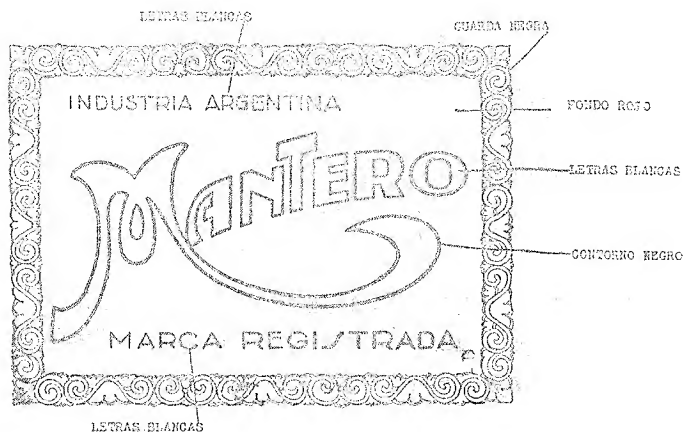 LETRAS BLANCAS
GUARDA NEGRA
INDUSTRIA ARGENTINA
FONDO ROJO
MANTERO
LETRAS BLANCAS
CONTORNO NEGRO
MARCA REGISTRADA
LETRAS BLANCAS